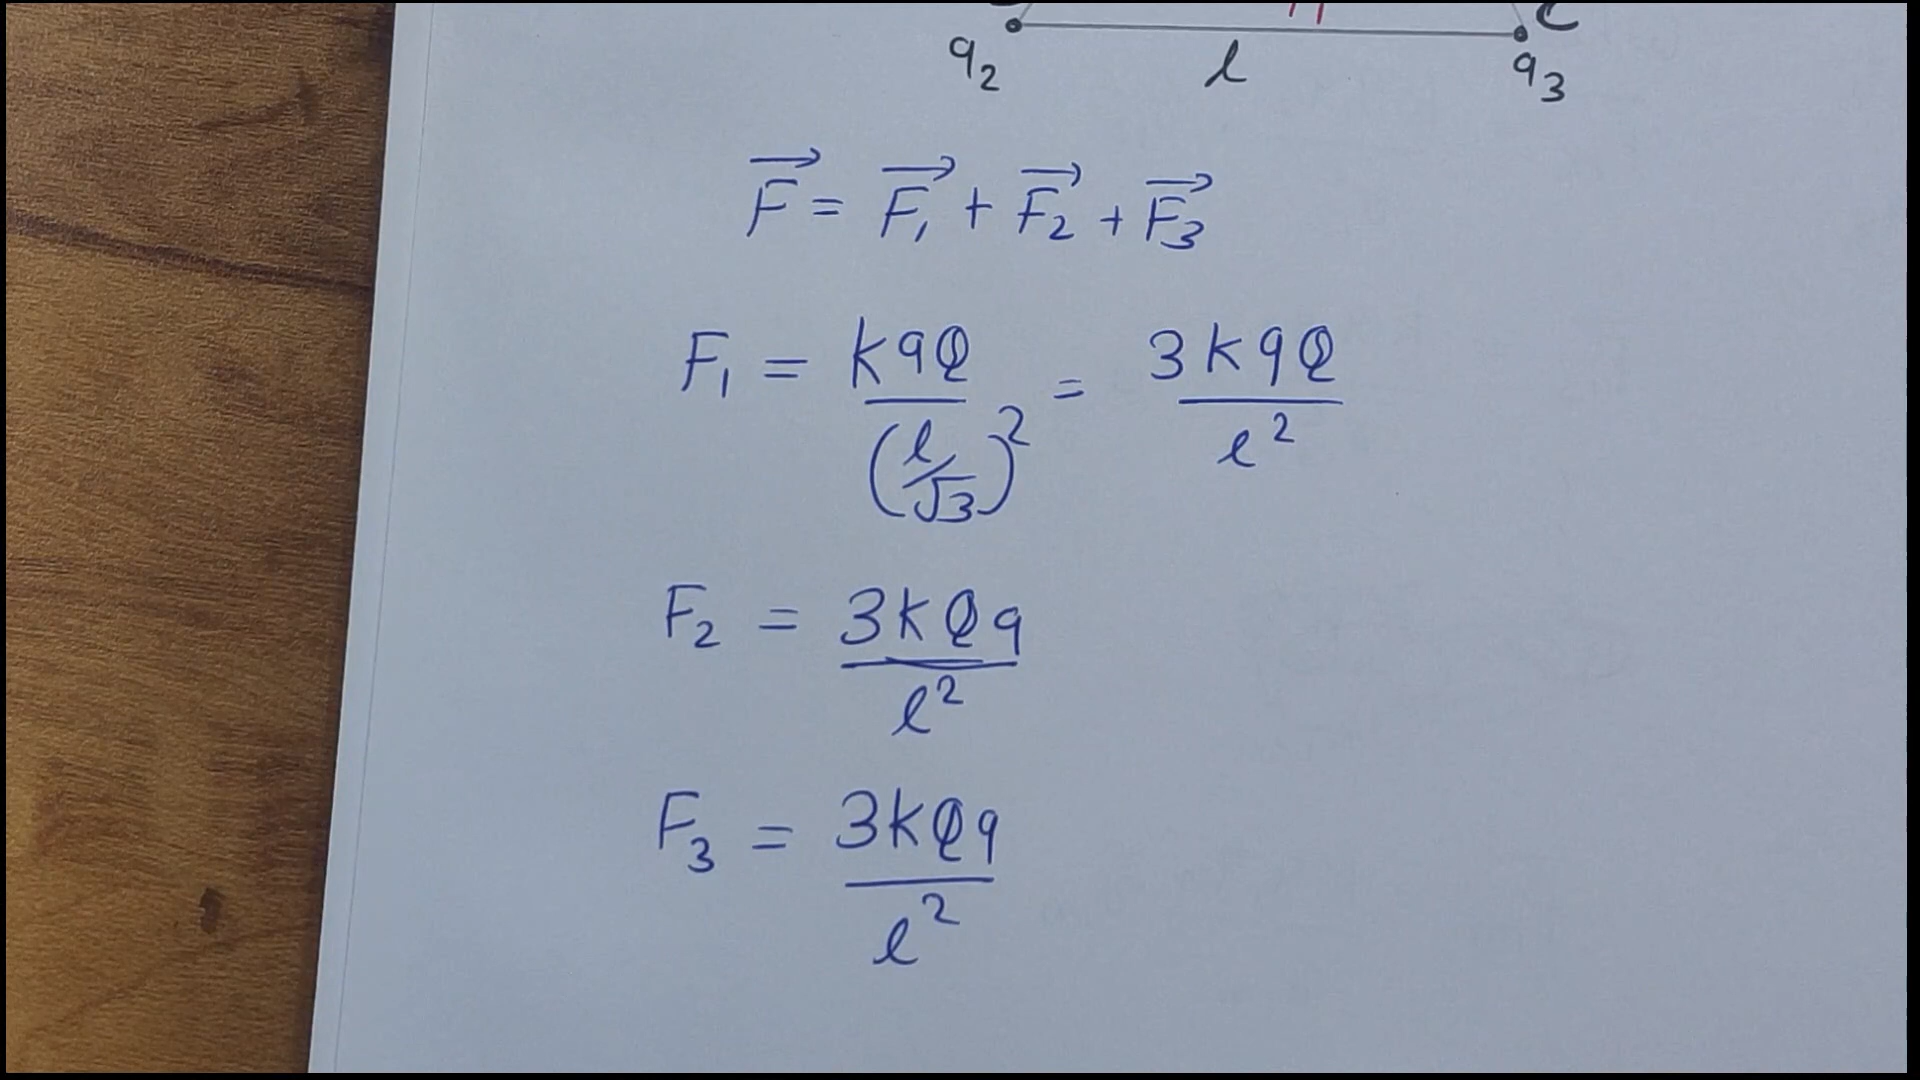 C
q2 l q3
F⃗ = F⃗1 + F⃗2 + F⃗3
F1 = kqQ/(l/√3)² = 3kqQ/l²
F2 = 3kQq/l²
F3 = 3kQq/l²